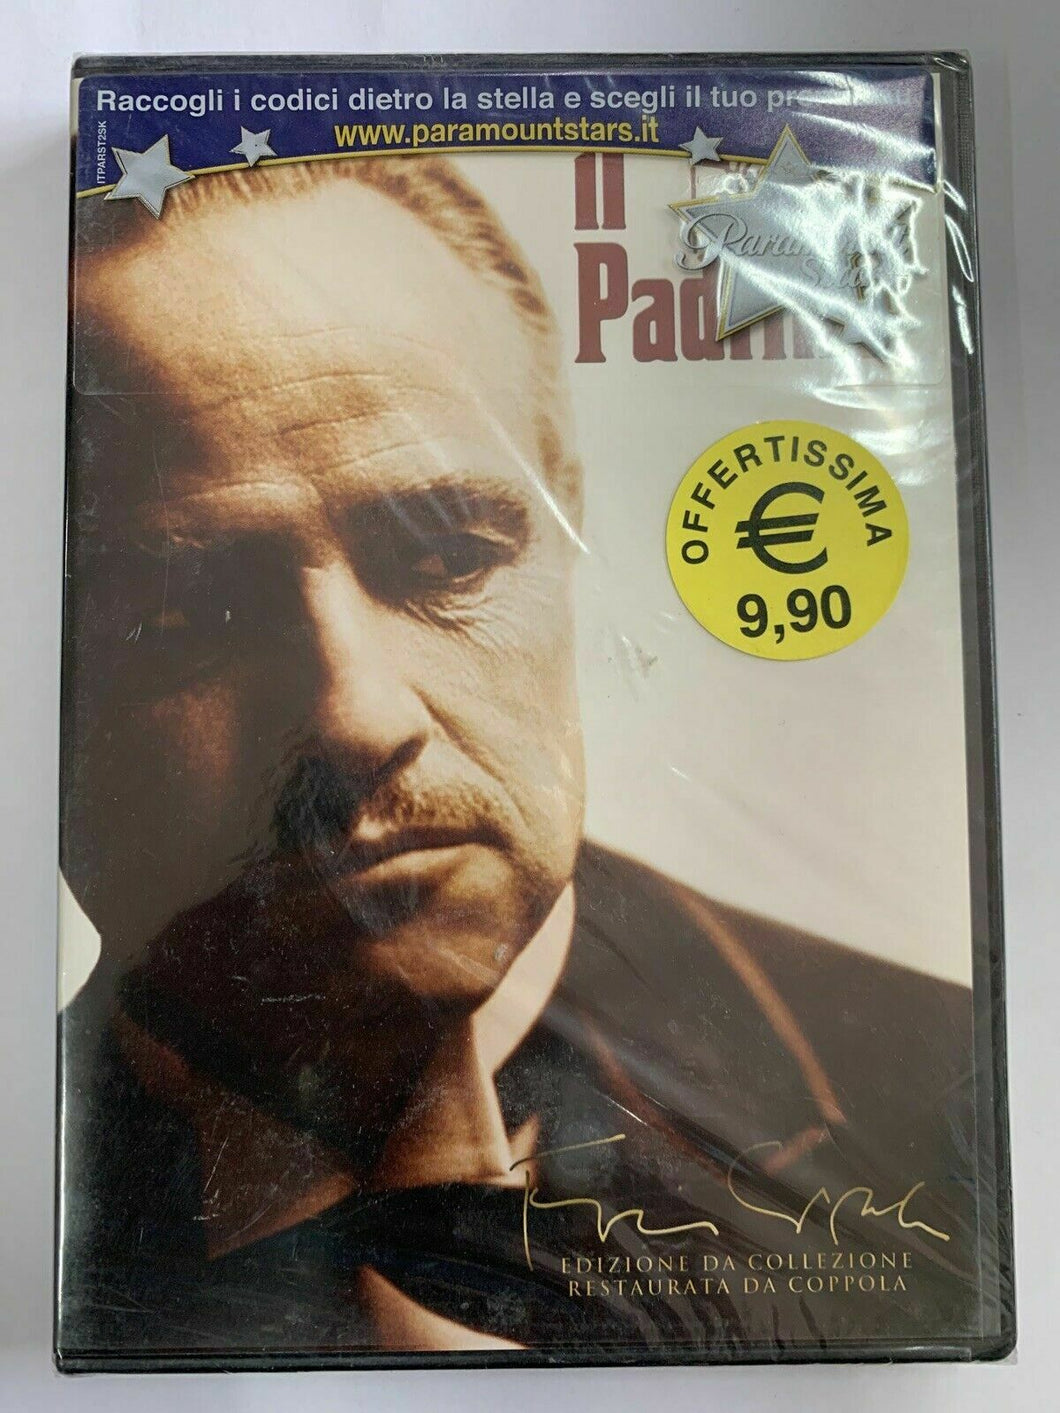 Raccogli i codici dietro la stella e scegli il tuo
www.paramountstars.it
ITPARST2SK
Il
OFFERTISSIMA
€
9,90
EDIZIONE DA COLLEZIONE
RESTAURATA DA COPPOLA